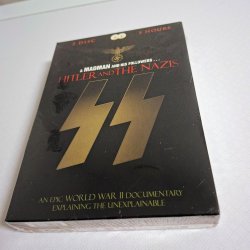 2 DISC
5 HOURS
A MADMAN AND HIS FOLLOWERS...
HITLER AND THE NAZIS
AN EPIC WORLD WAR II DOCUMENTARY
EXPLAINING THE UNEXPLAINABLE